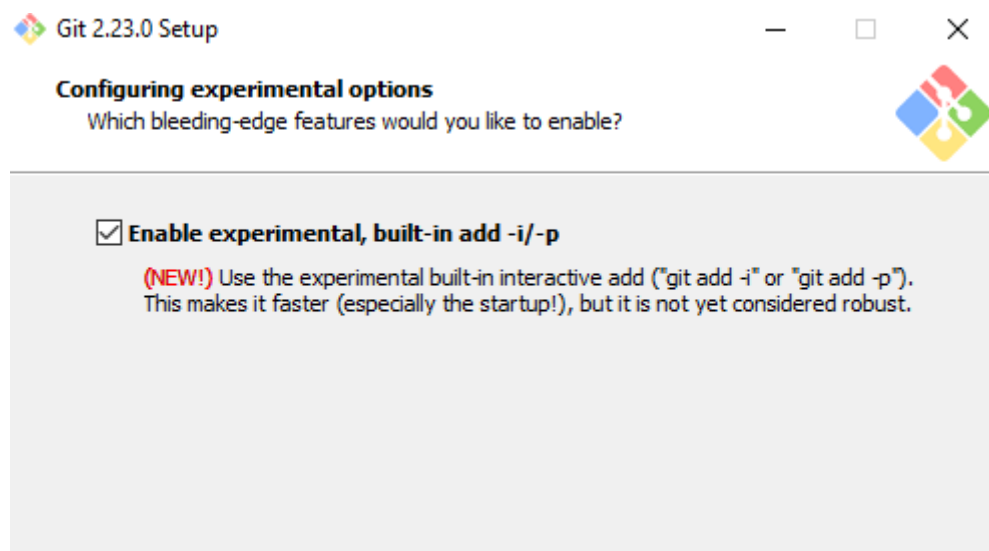 Git 2.23.0 Setup
Configuring experimental options
Which bleeding-edge features would you like to enable?
Enable experimental, built-in add -i/-p
(NEW!) Use the experimental built-in interactive add ("git add -i" or "git add -p").
This makes it faster (especially the startup!), but it is not yet considered robust.